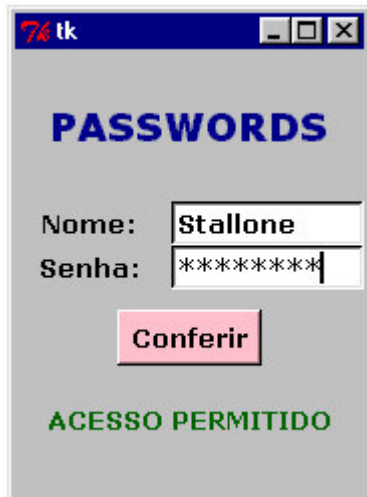 tk
PASSWORDS
Nome: Stallone
Senha: ********
Conferir
ACESSO PERMITIDO